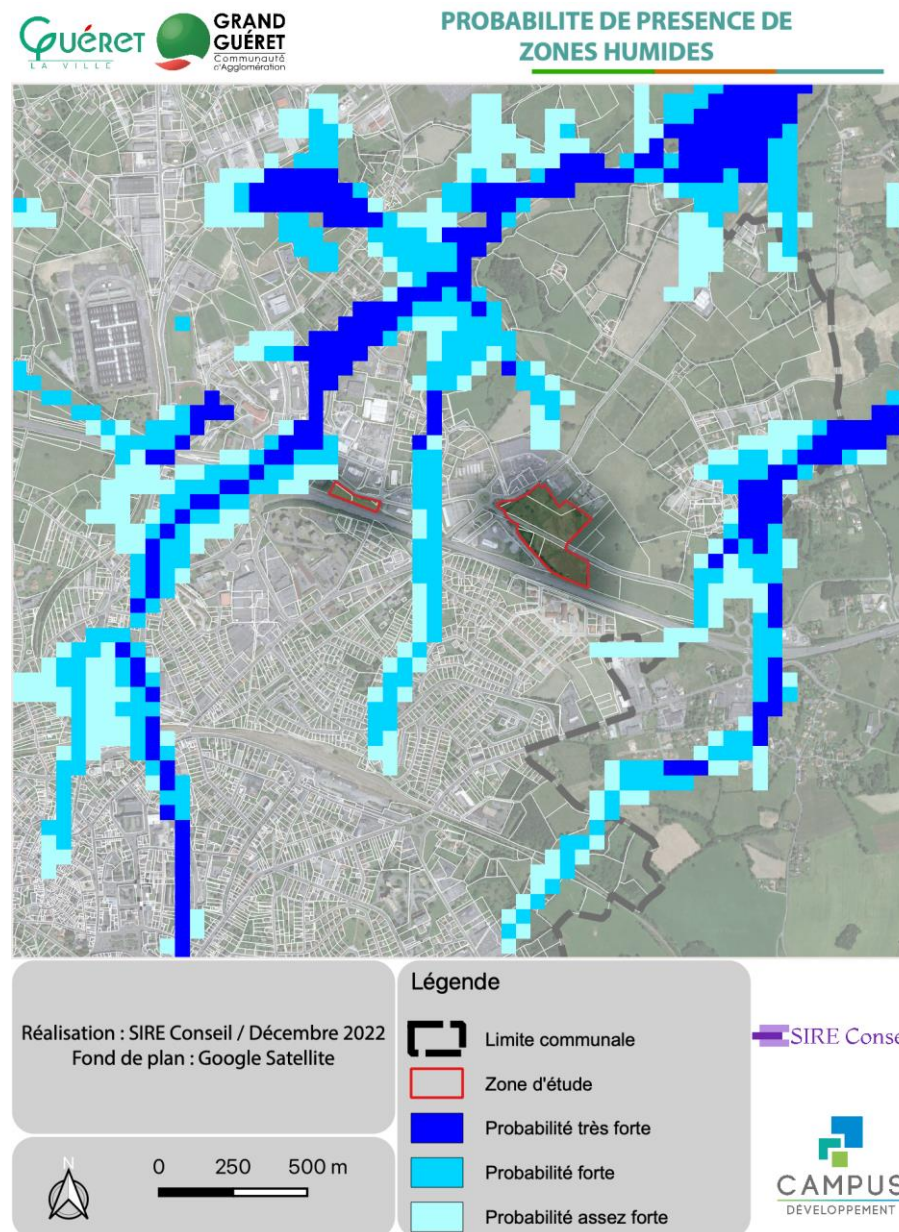 Guéret
LA VILLE
GRAND
GUÉRET
Communauté
d'Agglomération
PROBABILITE DE PRESENCE DE
ZONES HUMIDES
Réalisation : SIRE Conseil / Décembre 2022
Fond de plan : Google Satellite
N
0 250 500 m
Légende
Limite communale
Zone d'étude
Probabilité très forte
Probabilité forte
Probabilité assez forte
SIRE Conse
CAMPUS
DÉVELOPPEMENT